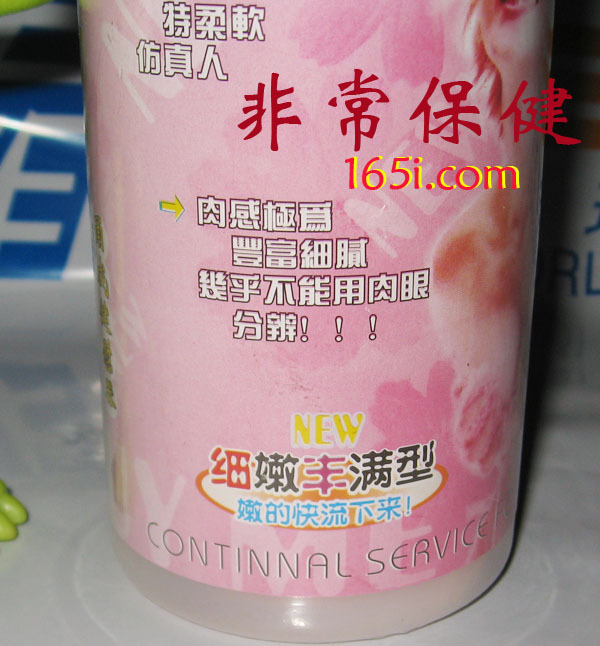 特柔軟
仿真人
非常保健
165i.com
肉感極爲
豐富細膩
幾乎不能用肉眼
分辨！！！
NEW
细嫩丰满型
嫩的快流下来!
CONTINNAL SERVICE